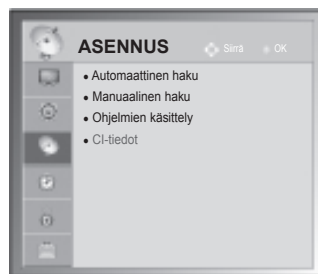 ASENNUS Siirrä OK
• Automaattinen haku
• Manuaalinen haku
• Ohjelmien käsittely
• CI-tiedot